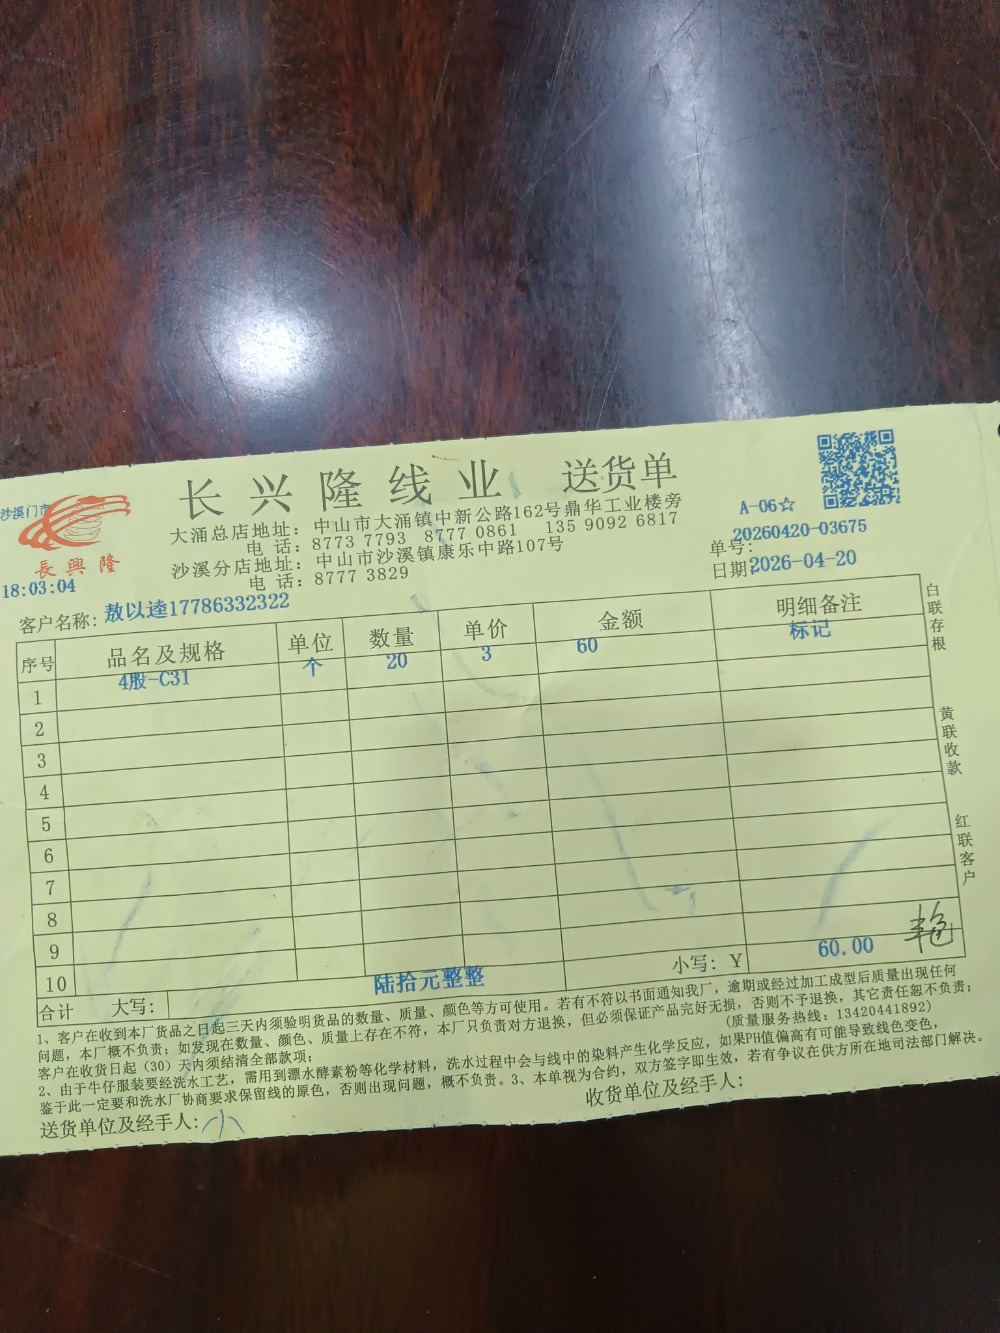 长兴隆线业 送货单
沙溪门市
長興隆
18:03:04
大涌总店地址：中山市大涌镇中新公路162号鼎华工业楼旁
电话：8773 7793 8777 0861 135 9092 6817
沙溪分店地址：中山市沙溪镇康乐中路107号
电话：8777 3829
A-06☆
20260420-03675
单号：
日期：2026-04-20
客户名称：敖以逵17786332322
序号 品名及规格 单位 数量 单价 金额 明细备注
1 4股-C31 个 20 3 60 标记
2
3
4
5
6
7
8
9
10
合计 大写： 陆拾元整整 小写：Y 60.00
白联存根
黄联收款
红联客户
1、客户在收到本厂货品之日起三天内须验明货品的数量、质量、颜色等方可使用。若有不符以书面通知我厂，逾期或经过加工成型后质量出现任何
问题，本厂概不负责；如发现在数量、颜色、质量上存在不符，本厂只负责对方退换，但必须保证产品完好无损，否则不予退换，其它责任恕不负责；
客户在收货日起（30）天内须结清全部款项； （质量服务热线：13420441892）
2、由于牛仔服装要经洗水工艺，需用到漂水酵素粉等化学材料，洗水过程中会与线中的染料产生化学反应，如果PH值偏高有可能导致线色变色，
鉴于此一定要和洗水厂协商要求保留线的原色，否则出现问题，概不负责。3、本单视为合约，双方签字即生效，若有争议在供方所在地司法部门解决。
送货单位及经手人：小
收货单位及经手人：